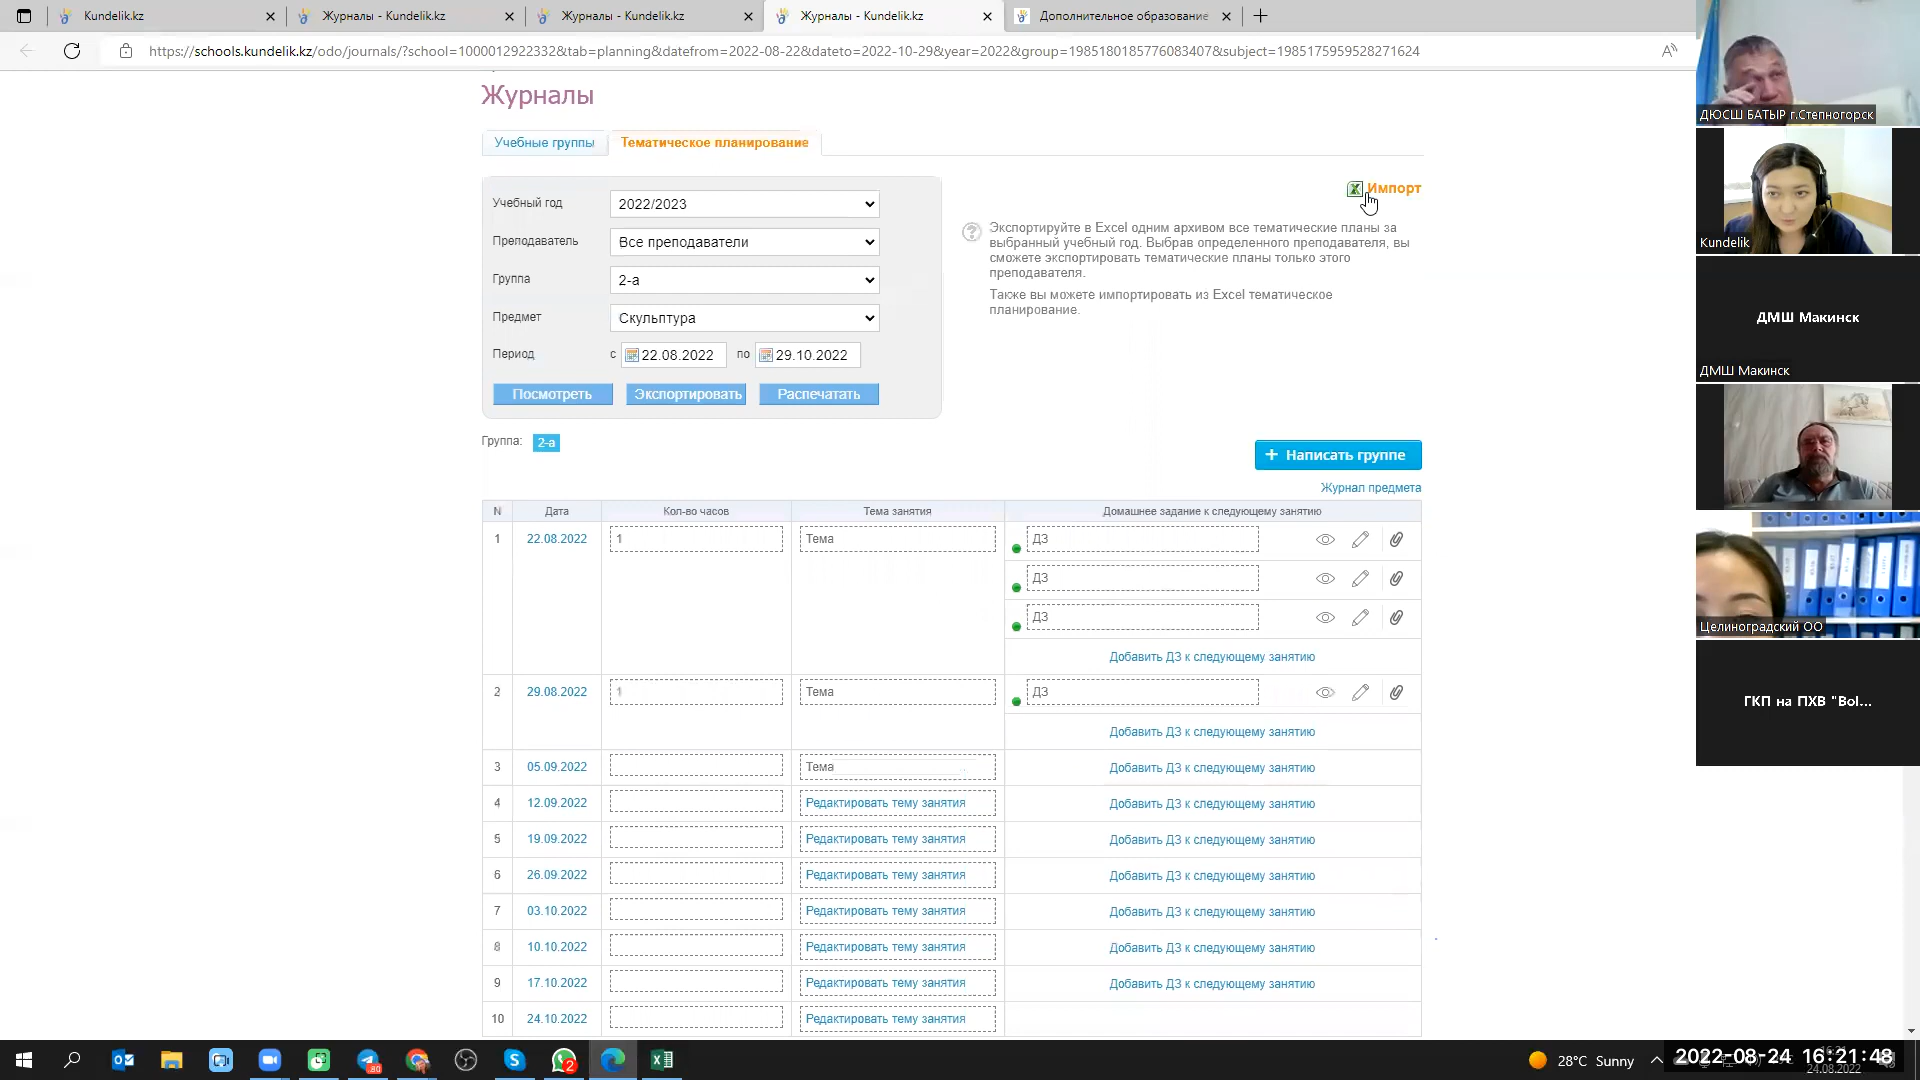 Kundelik.kz
Журналы - Kundelik.kz
Журналы - Kundelik.kz
Журналы - Kundelik.kz
Дополнительное образование
https://schools.kundelik.kz/odo/journals/?school=1000012922332&tab=planning&datefrom=2022-08-22&dateto=2022-10-29&year=2022&group=1985180185776083407&subject=1985175959528271624
Журналы
Учебные группы
Тематическое планирование
Учебный год
2022/2023
Преподаватель
Все преподаватели
Группа
2-а
Предмет
Скульптура
Период
с 22.08.2022 по 29.10.2022
Посмотреть
Экспортировать
Распечатать
Импорт
Экспортируйте в Excel одним архивом все тематические планы за
выбранный учебный год. Выбрав определенного преподавателя, вы
сможете экспортировать тематические планы только этого
преподавателя.
Также вы можете импортировать из Excel тематическое
планирование.
Группа: 2-а
+ Написать группе
Журнал предмета
N Дата Кол-во часов Тема занятия Домашнее задание к следующему занятию
1 22.08.2022 1 Тема ДЗ
ДЗ
ДЗ
Добавить ДЗ к следующему занятию
2 29.08.2022 1 Тема ДЗ
Добавить ДЗ к следующему занятию
3 05.09.2022 Тема Добавить ДЗ к следующему занятию
4 12.09.2022 Редактировать тему занятия Добавить ДЗ к следующему занятию
5 19.09.2022 Редактировать тему занятия Добавить ДЗ к следующему занятию
6 26.09.2022 Редактировать тему занятия Добавить ДЗ к следующему занятию
7 03.10.2022 Редактировать тему занятия Добавить ДЗ к следующему занятию
8 10.10.2022 Редактировать тему занятия Добавить ДЗ к следующему занятию
9 17.10.2022 Редактировать тему занятия Добавить ДЗ к следующему занятию
10 24.10.2022 Редактировать тему занятия
ДЮСШ БАТЫР г.Степногорск
Kundelik
ДМШ Макинск
ДМШ Макинск
Целиноградский ОО
ГКП на ПХВ "Bol...
28°C Sunny
2022-08-24 16:21:48
24.08.2022